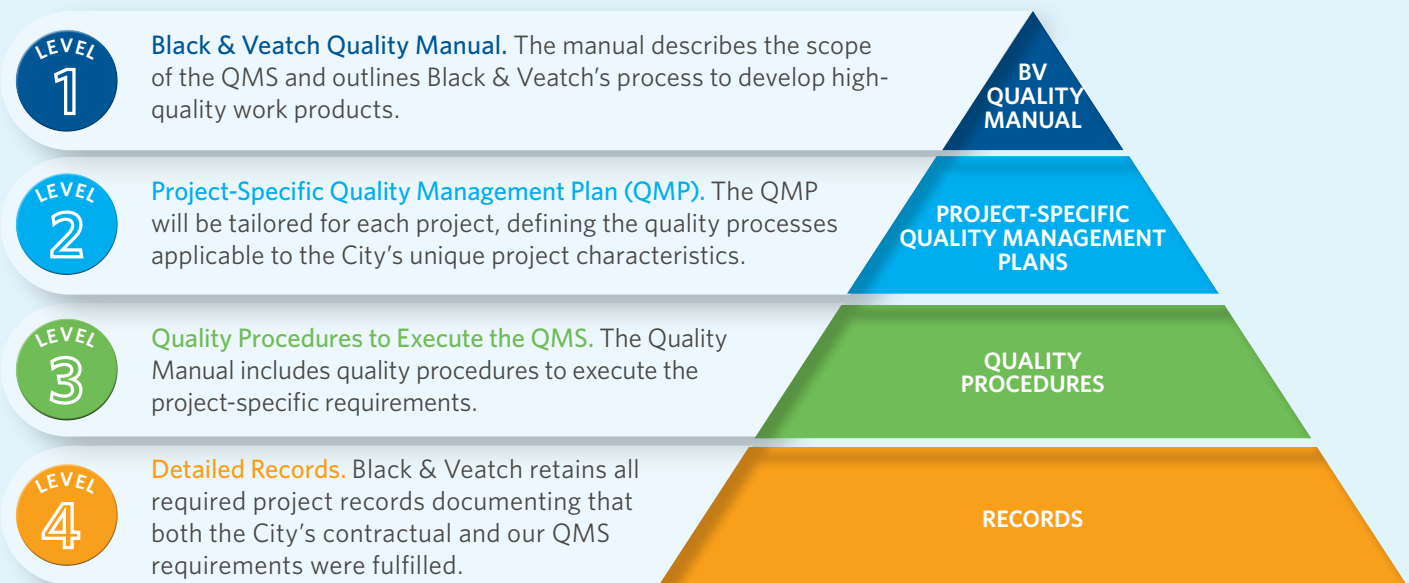 LEVEL
1
Black & Veatch Quality Manual. The manual describes the scope
of the QMS and outlines Black & Veatch's process to develop high-
quality work products.
BV
QUALITY
MANUAL
LEVEL
2
Project-Specific Quality Management Plan (QMP). The QMP
will be tailored for each project, defining the quality processes
applicable to the City's unique project characteristics.
PROJECT-SPECIFIC
QUALITY MANAGEMENT
PLANS
LEVEL
3
Quality Procedures to Execute the QMS. The Quality
Manual includes quality procedures to execute the
project-specific requirements.
QUALITY
PROCEDURES
LEVEL
4
Detailed Records. Black & Veatch retains all
required project records documenting that
both the City's contractual and our QMS
requirements were fulfilled.
RECORDS